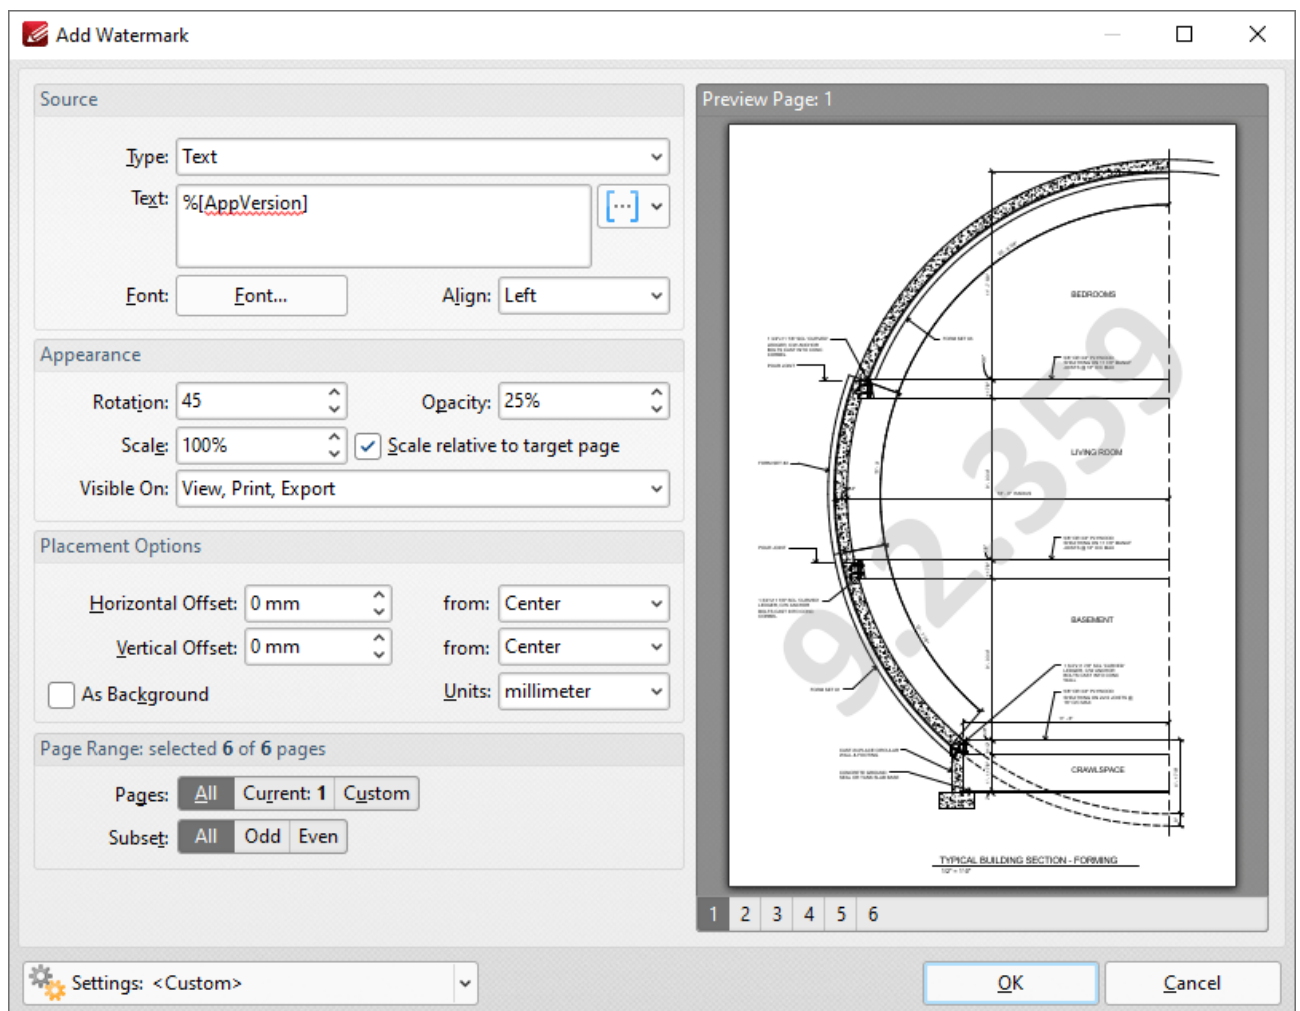 Add Watermark
Source
Type: Text
Text: %[AppVersion]
Font: Font... Align: Left
Appearance
Rotation: 45 Opacity: 25%
Scale: 100% Scale relative to target page
Visible On: View, Print, Export
Placement Options
Horizontal Offset: 0 mm from: Center
Vertical Offset: 0 mm from: Center
As Background Units: millimeter
Page Range: selected 6 of 6 pages
Pages: All Current: 1 Custom
Subset: All Odd Even
Preview Page: 1
BEDROOMS
LIVING ROOM
BASEMENT
CRAWLSPACE
9.2.359
TYPICAL BUILDING SECTION - FORMING
1/2" = 1'-0"
1 2 3 4 5 6
Settings: <Custom>
OK Cancel